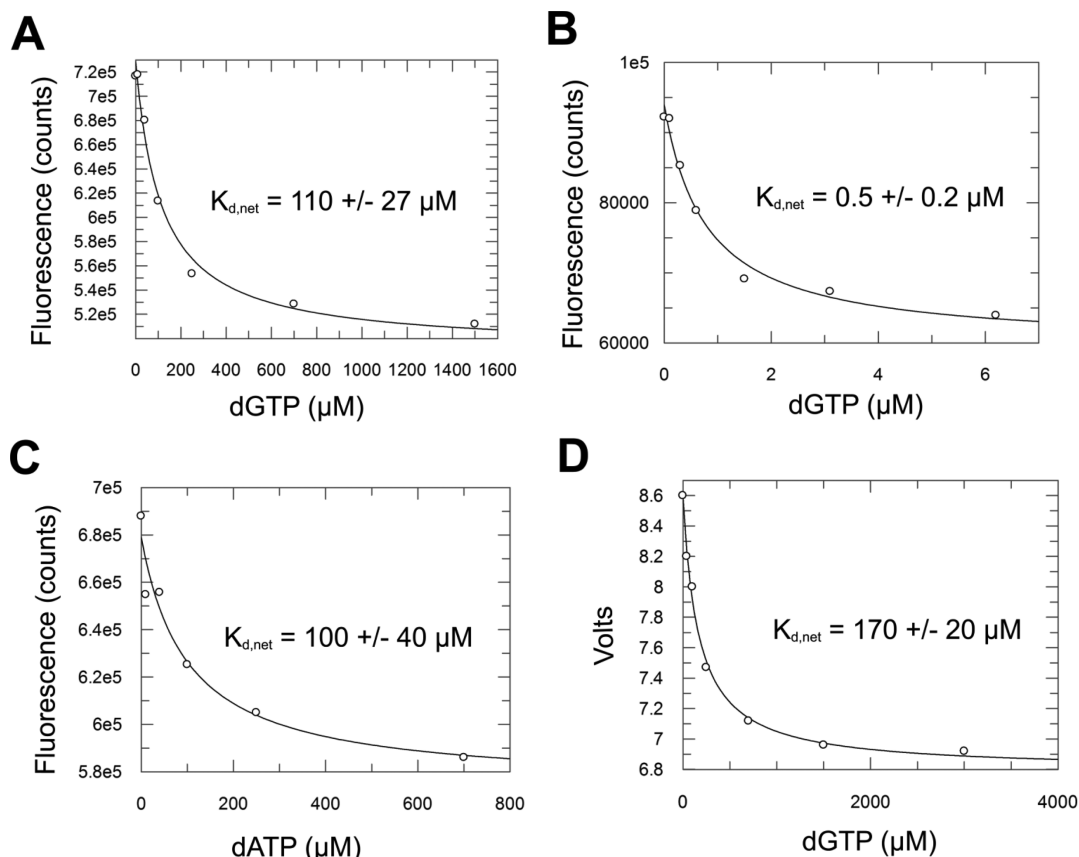 A
Fluorescence (counts)
7.2e5
7e5
6.8e5
6.6e5
6.4e5
6.2e5
6e5
5.8e5
5.6e5
5.4e5
5.2e5
K d,net = 110 +/- 27 µM
0 200 400 600 800 1000 1200 1400 1600
dGTP (µM)
B
Fluorescence (counts)
1e5
80000
60000
K d,net = 0.5 +/- 0.2 µM
0 2 4 6
dGTP (µM)
C
Fluorescence (counts)
7e5
6.8e5
6.6e5
6.4e5
6.2e5
6e5
5.8e5
K d,net = 100 +/- 40 µM
0 200 400 600 800
dATP (µM)
D
Volts
8.6
8.4
8.2
8
7.8
7.6
7.4
7.2
7
6.8
K d,net = 170 +/- 20 µM
0 2000 4000
dGTP (µM)